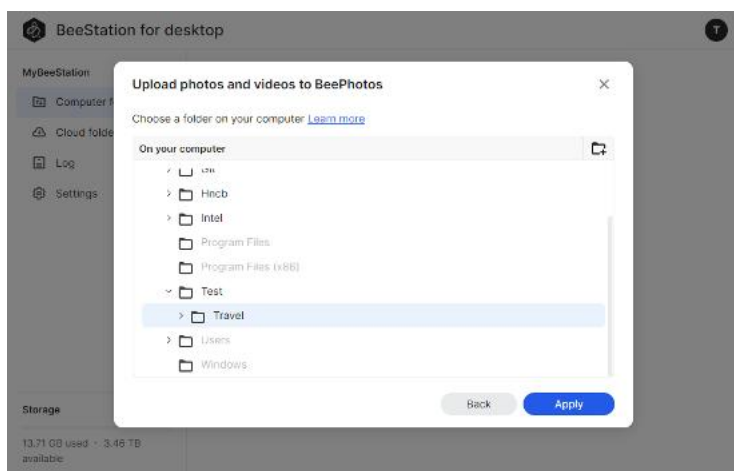 BeeStation for desktop
T
MyBeeStation
Computer f
Cloud folde
Log
Settings
Upload photos and videos to BeePhotos
Choose a folder on your computer Learn more
On your computer
Hncb
Intel
Program Files
Program Files (x86)
Test
Travel
Users
Windows
Back
Apply
Storage
13.71 GB used · 3.46 TB
available